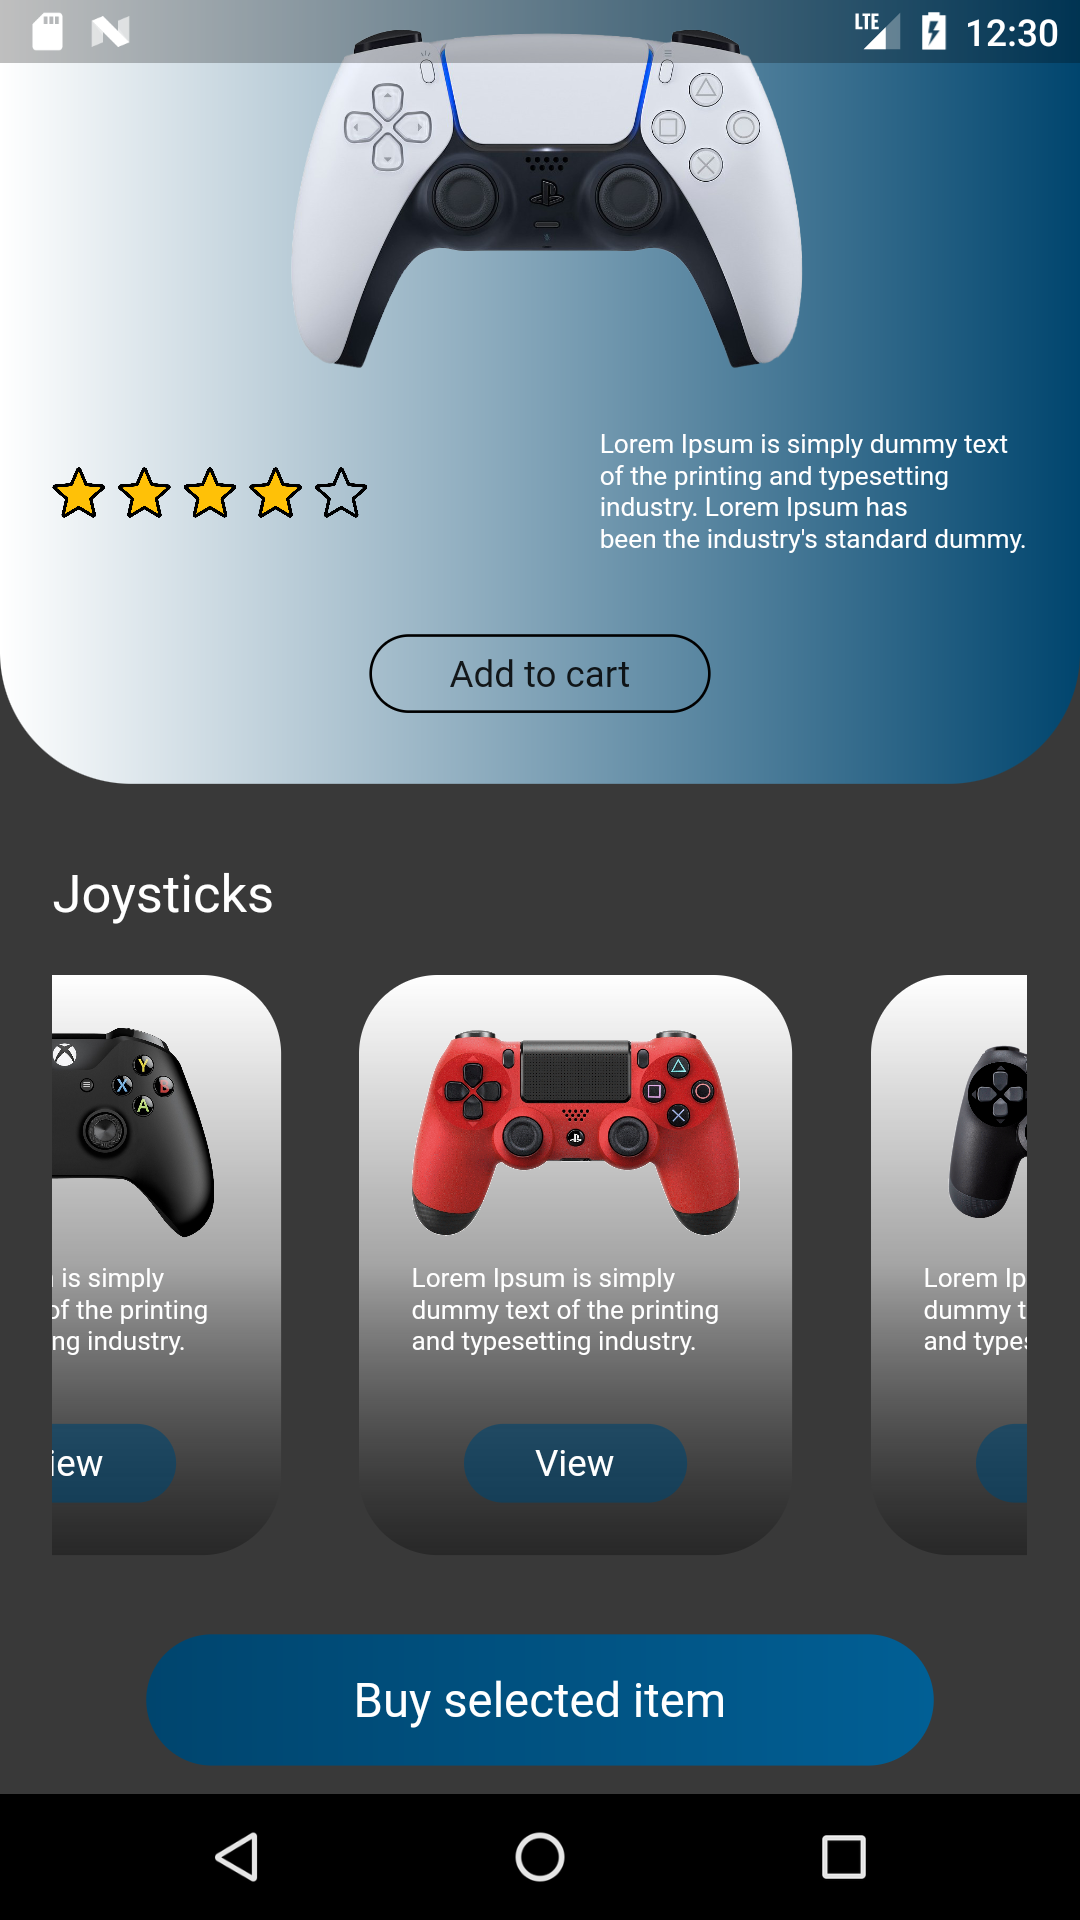 LTE 12:30
Lorem Ipsum is simply dummy text
of the printing and typesetting
industry. Lorem Ipsum has
been the industry's standard dummy.
Add to cart
Joysticks
Y
X B
A
is simply
of the printing
ng industry.
iew
Lorem Ipsum is simply
dummy text of the printing
and typesetting industry.
View
Lorem Ip
dummy t
and types
Buy selected item